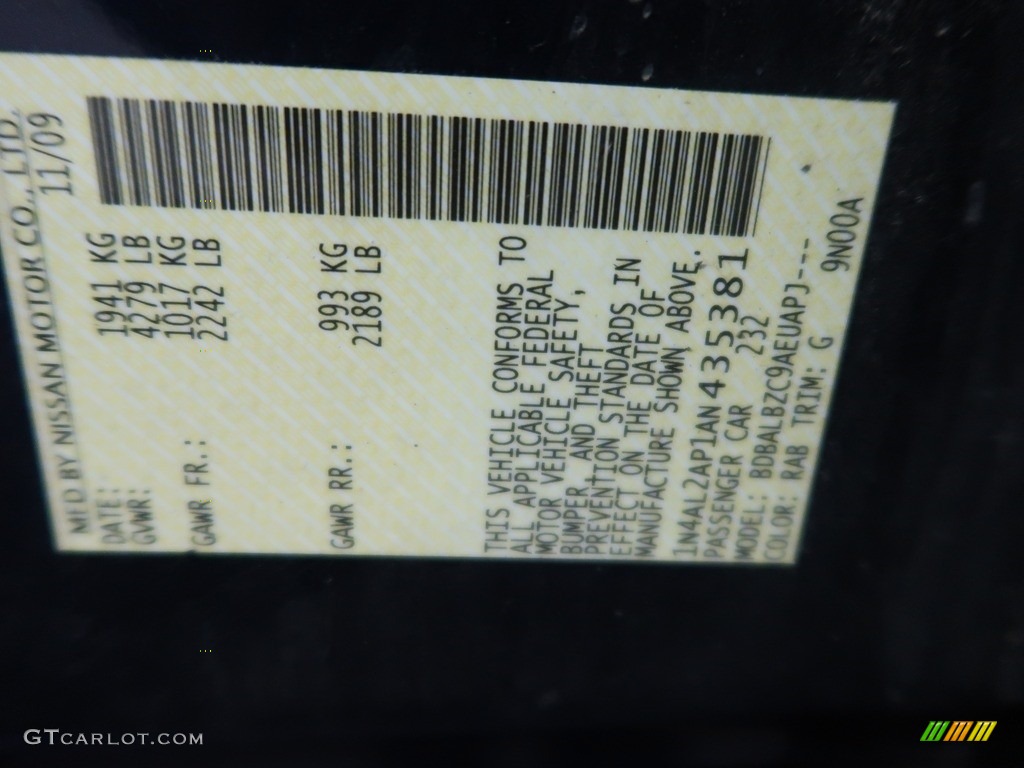 MFD BY NISSAN MOTOR CO., LTD.
DATE: 11/09
GVWR: 1941 KG
4279 LB
GAWR FR.: 1017 KG
2242 LB
GAWR RR.: 993 KG
2189 LB
THIS VEHICLE CONFORMS TO
ALL APPLICABLE FEDERAL
MOTOR VEHICLE SAFETY,
BUMPER, AND THEFT
PREVENTION STANDARDS IN
EFFECT ON THE DATE OF
MANUFACTURE SHOWN ABOVE.
1N4AL2AP1AN435381
PASSENGER CAR 232
MODEL: BDBALBZC9AEUAPJ---
COLOR: RAB TRIM: G 9N00A
GTCARLOT.COM